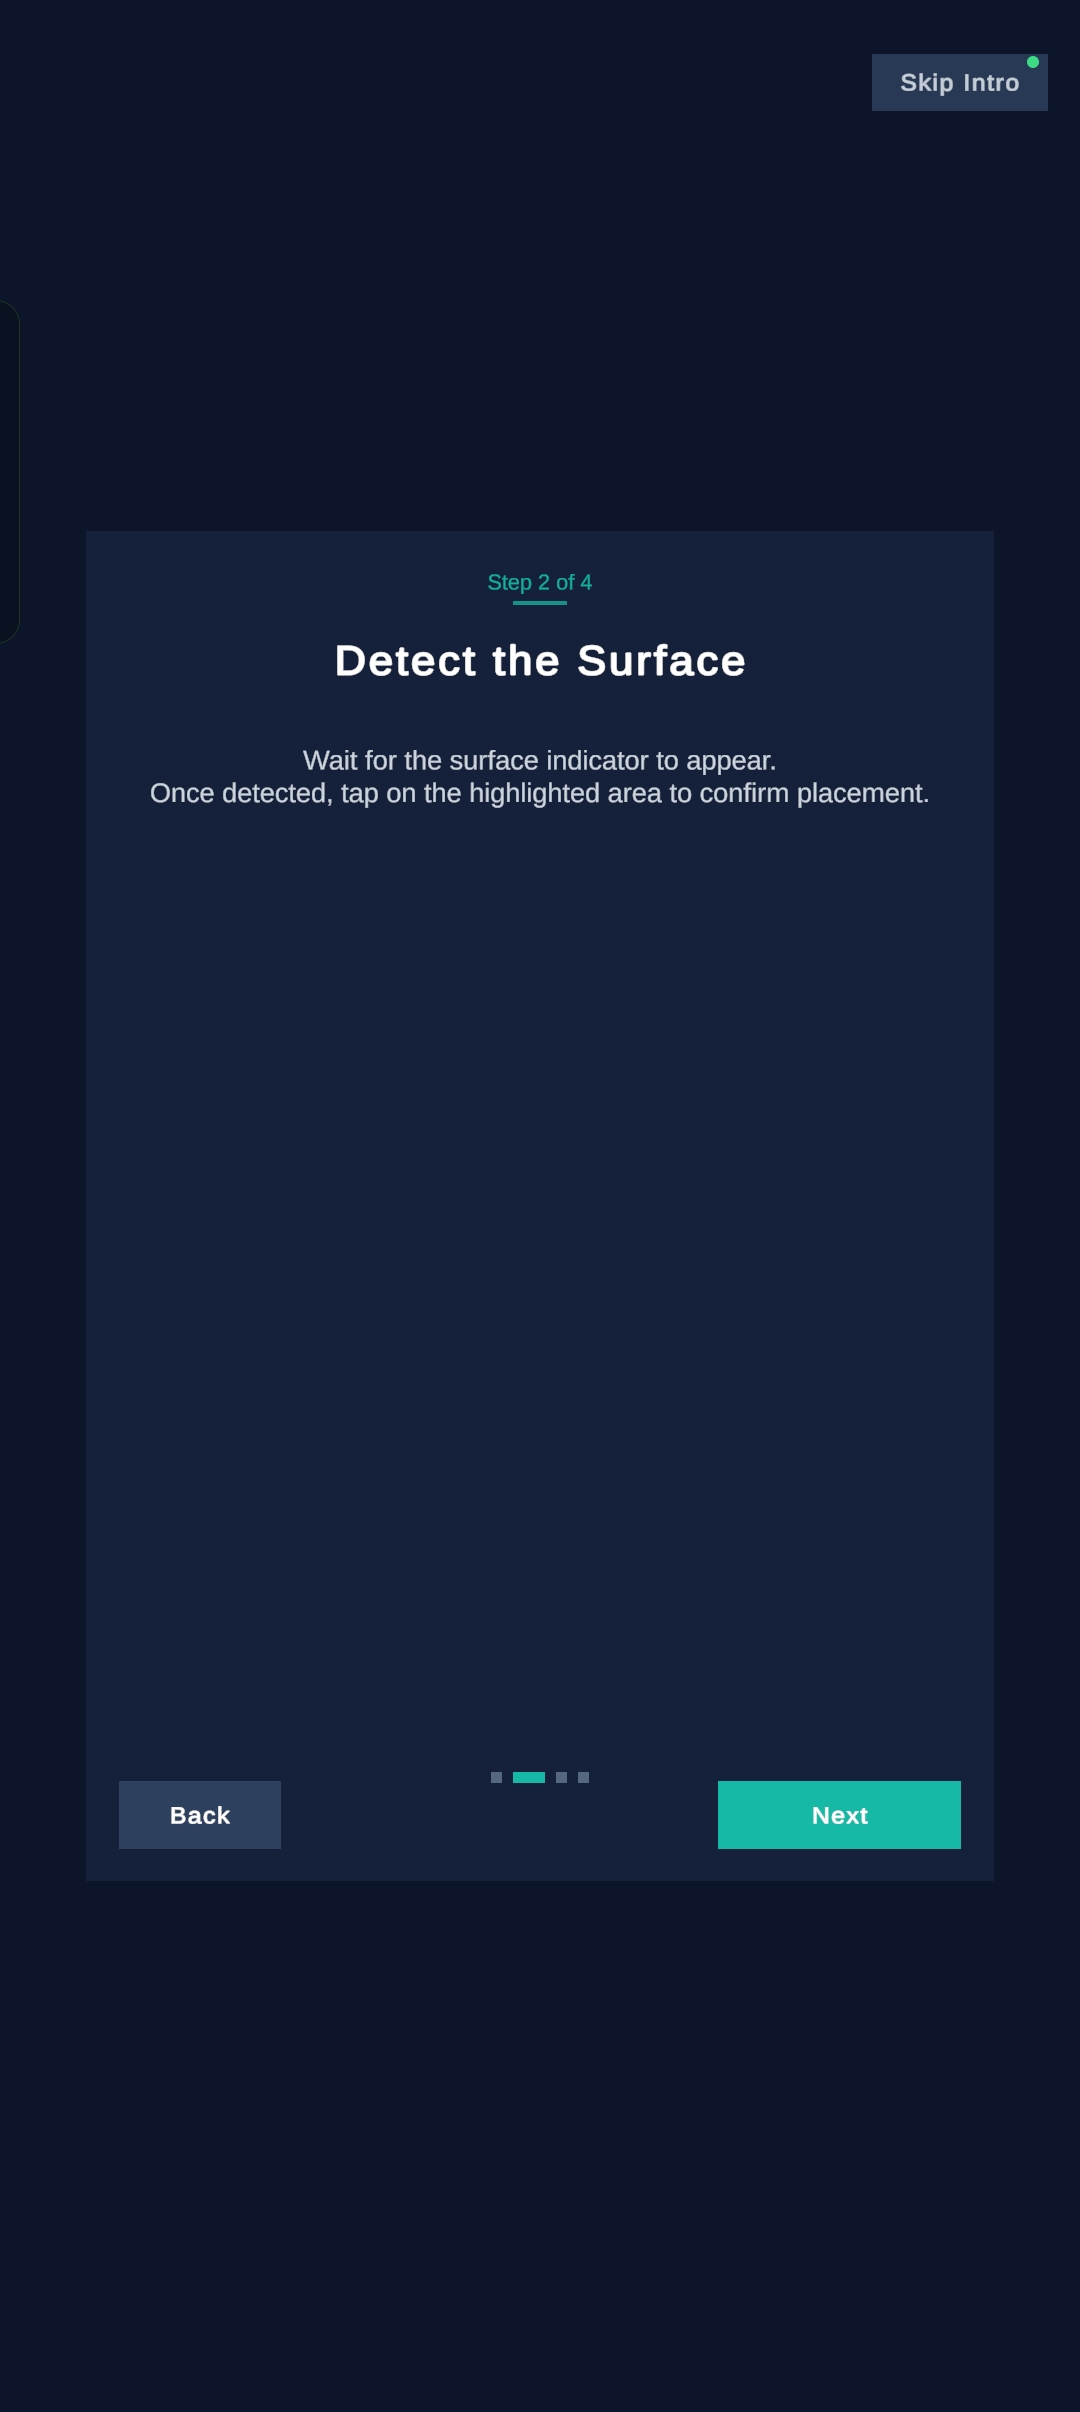 Skip Intro
Step 2 of 4
Detect the Surface
Wait for the surface indicator to appear.
Once detected, tap on the highlighted area to confirm placement.
Back
Next